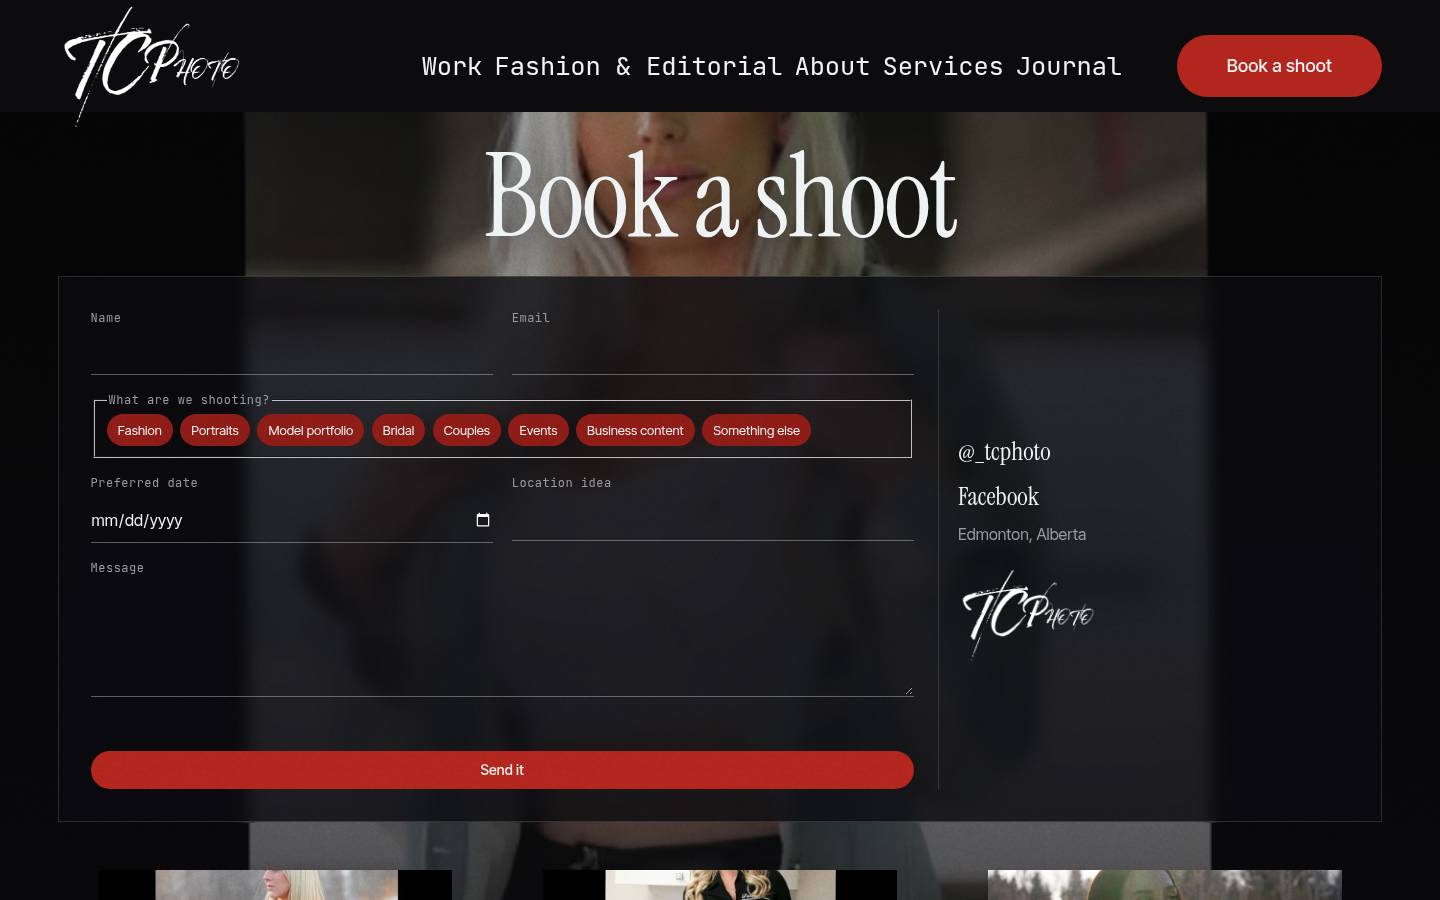 TCPHOTO
Work Fashion & Editorial About Services Journal
Book a shoot
Book a shoot
Name
Email
What are we shooting?
Fashion Portraits Model portfolio Bridal Couples Events Business content Something else
Preferred date
Location idea
mm/dd/yyyy
Message
Send it
@_tcphoto
Facebook
Edmonton, Alberta
TCPHOTO